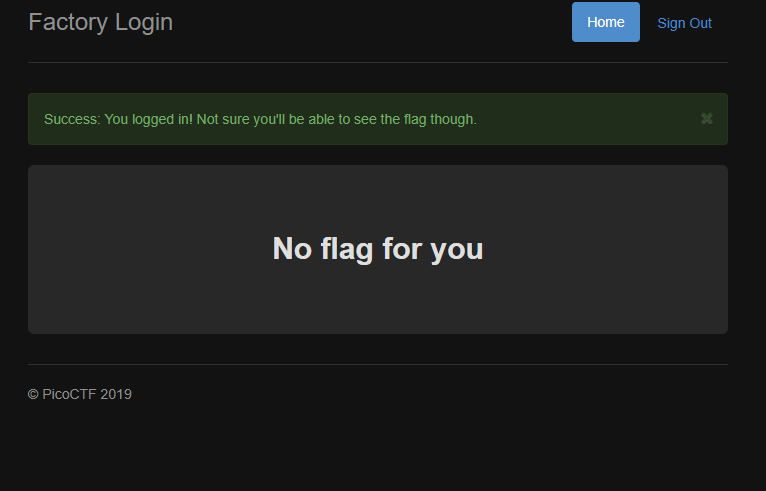 Factory Login
Home
Sign Out
Success: You logged in! Not sure you'll be able to see the flag though.
No flag for you
© PicoCTF 2019